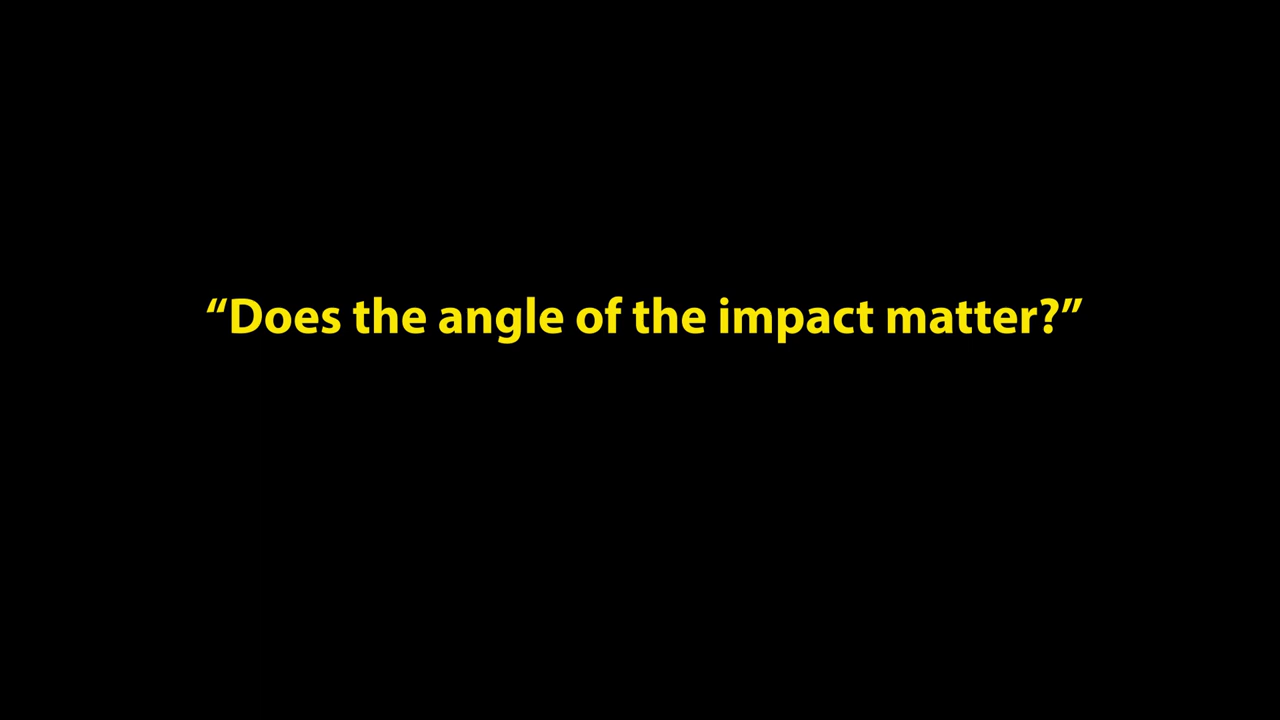 “Does the angle of the impact matter?”